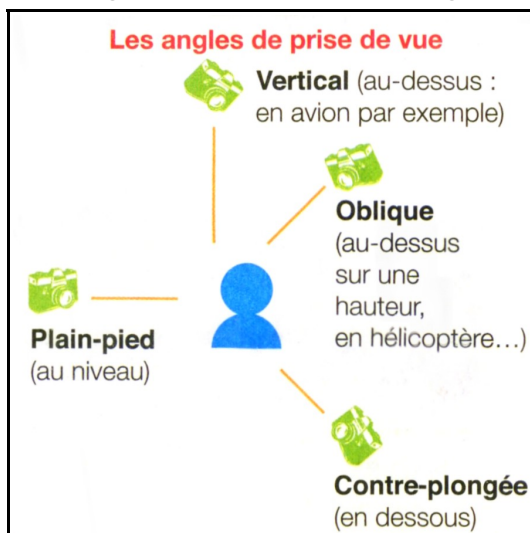 Les angles de prise de vue
Vertical (au-dessus :
en avion par exemple)
Oblique
(au-dessus
sur une
hauteur,
en hélicoptère...)
Plain-pied
(au niveau)
Contre-plongée
(en dessous)